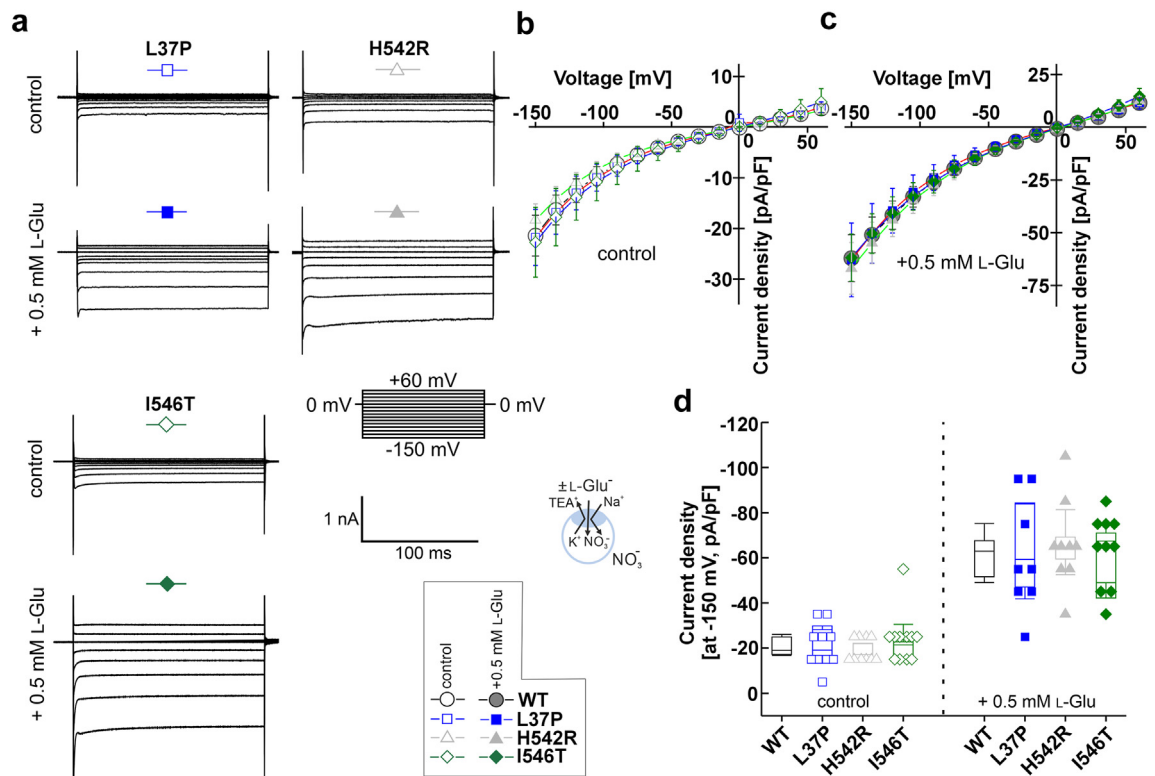 a
L37P
H542R
control
+ 0.5 mM L-Glu
I546T
control
+ 0.5 mM L-Glu
+60 mV
0 mV
0 mV
-150 mV
1 nA
100 ms
±L-Glu⁻
TEA⁺
Na⁺
K⁺
NO₃⁻
NO₃⁻
control
+0.5 mM L-Glu
WT
L37P
H542R
I546T
b
Voltage [mV]
-150
-100
-50
0
50
10
-10
-20
-30
Current density [pA/pF]
control
c
Voltage [mV]
-150
-100
-50
0
50
25
-25
-50
-75
Current density [pA/pF]
+0.5 mM L-Glu
d
Current density
[at -150 mV, pA/pF]
-120
-100
-80
-60
-40
-20
0
control
+ 0.5 mM L-Glu
WT
L37P
H542R
I546T
WT
L37P
H542R
I546T